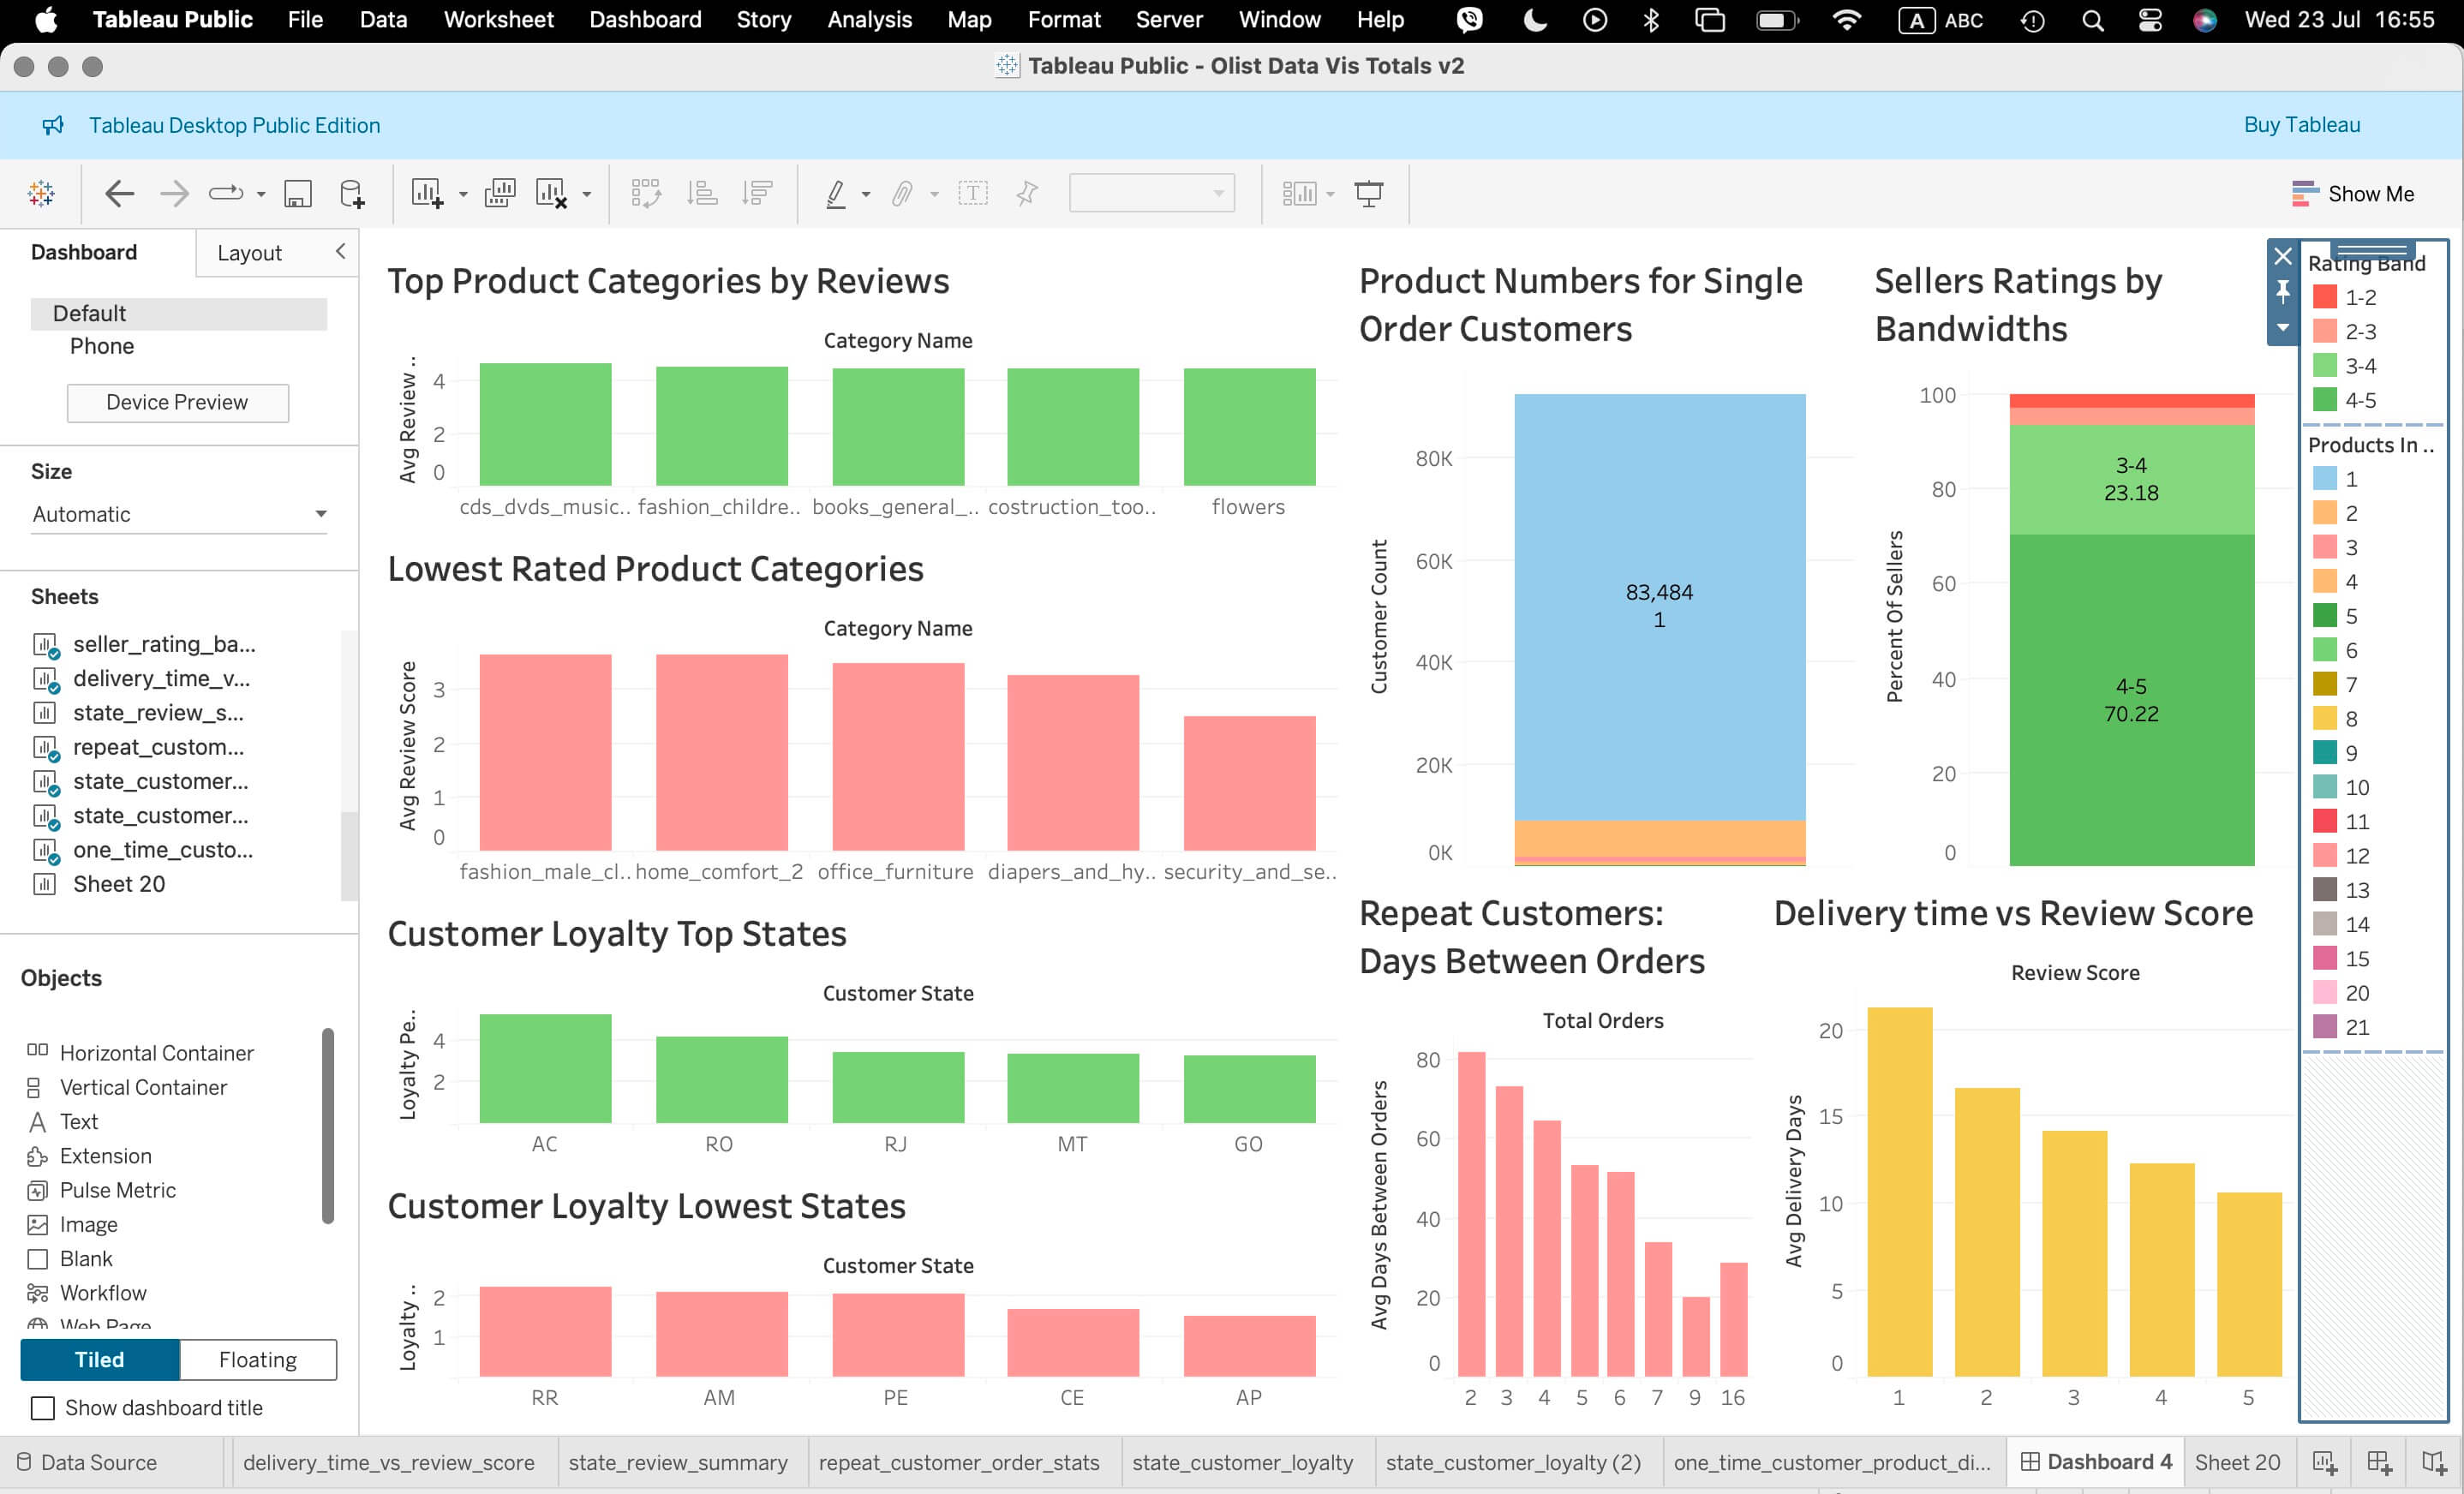 Tableau Public File Data Worksheet Dashboard Story Analysis Map Format Server Window Help A ABC Wed 23 Jul 16:55
Tableau Public - Olist Data Vis Totals v2
Tableau Desktop Public Edition
Buy Tableau
Show Me
Dashboard
Layout
Default
Phone
Device Preview
Size
Automatic
Sheets
seller_rating_ba...
delivery_time_v...
state_review_s...
repeat_custom...
state_customer...
state_customer...
one_time_custo...
Sheet 20
Objects
Horizontal Container
Vertical Container
Text
Extension
Pulse Metric
Image
Blank
Workflow
Web Page
Tiled
Floating
Show dashboard title
Top Product Categories by Reviews
Category Name
Avg Review ..
4
2
0
cds_dvds_music.. fashion_childre.. books_general_.. costruction_too.. flowers
Lowest Rated Product Categories
Category Name
Avg Review Score
3
2
1
0
fashion_male_cl.. home_comfort_2 office_furniture diapers_and_hy.. security_and_se..
Customer Loyalty Top States
Customer State
Loyalty Pe..
4
2
AC RO RJ MT GO
Customer Loyalty Lowest States
Customer State
Loyalty ..
2
1
RR AM PE CE AP
Product Numbers for Single
Order Customers
Customer Count
80K
60K
40K
20K
0K
83,484
1
Sellers Ratings by
Bandwidths
Percent Of Sellers
100
80
60
40
20
0
3-4
23.18
4-5
70.22
Repeat Customers:
Days Between Orders
Total Orders
Avg Days Between Orders
80
60
40
20
0
2 3 4 5 6 7 9 16
Delivery time vs Review Score
Review Score
Avg Delivery Days
20
15
10
5
0
1 2 3 4 5
Rating Band
1-2
2-3
3-4
4-5
Products In ..
1
2
3
4
5
6
7
8
9
10
11
12
13
14
15
20
21
Data Source delivery_time_vs_review_score state_review_summary repeat_customer_order_stats state_customer_loyalty state_customer_loyalty (2) one_time_customer_product_di... Dashboard 4 Sheet 20